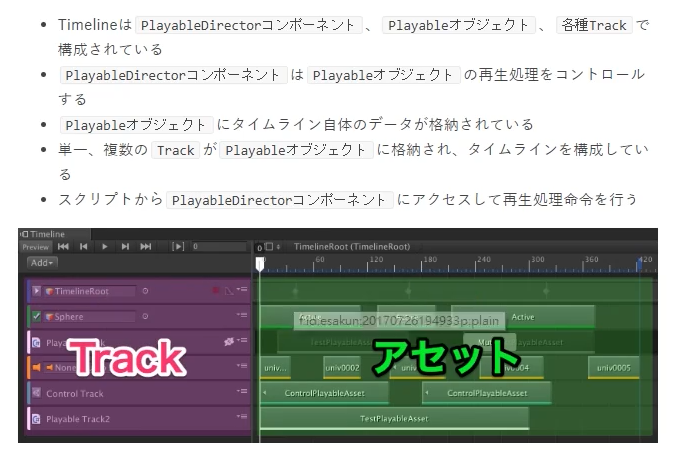 TimelineはPlayableDirectorコンポーネント、Playableオブジェクト、各種Trackで
構成されている
PlayableDirectorコンポーネントはPlayableオブジェクトの再生処理をコントロール
する
Playableオブジェクトにタイムライン自体のデータが格納されている
単一、複数のTrackがPlayableオブジェクトに格納され、タイムラインを構成してい
る
スクリプトからPlayableDirectorコンポーネントにアクセスして再生処理命令を行う
Timeline
Preview 0 0 TimelineRoot (TimelineRoot)
Add 60 120 180 240 300 360 420
TimelineRoot
Sphere Active
f:id:esakun:20170726194933p:plain
Track アセット
univ... univ0002 univ0005
Control Track ControlPlayableAsset ControlPlayableAsset
Playable Track2 TestPlayableAsset